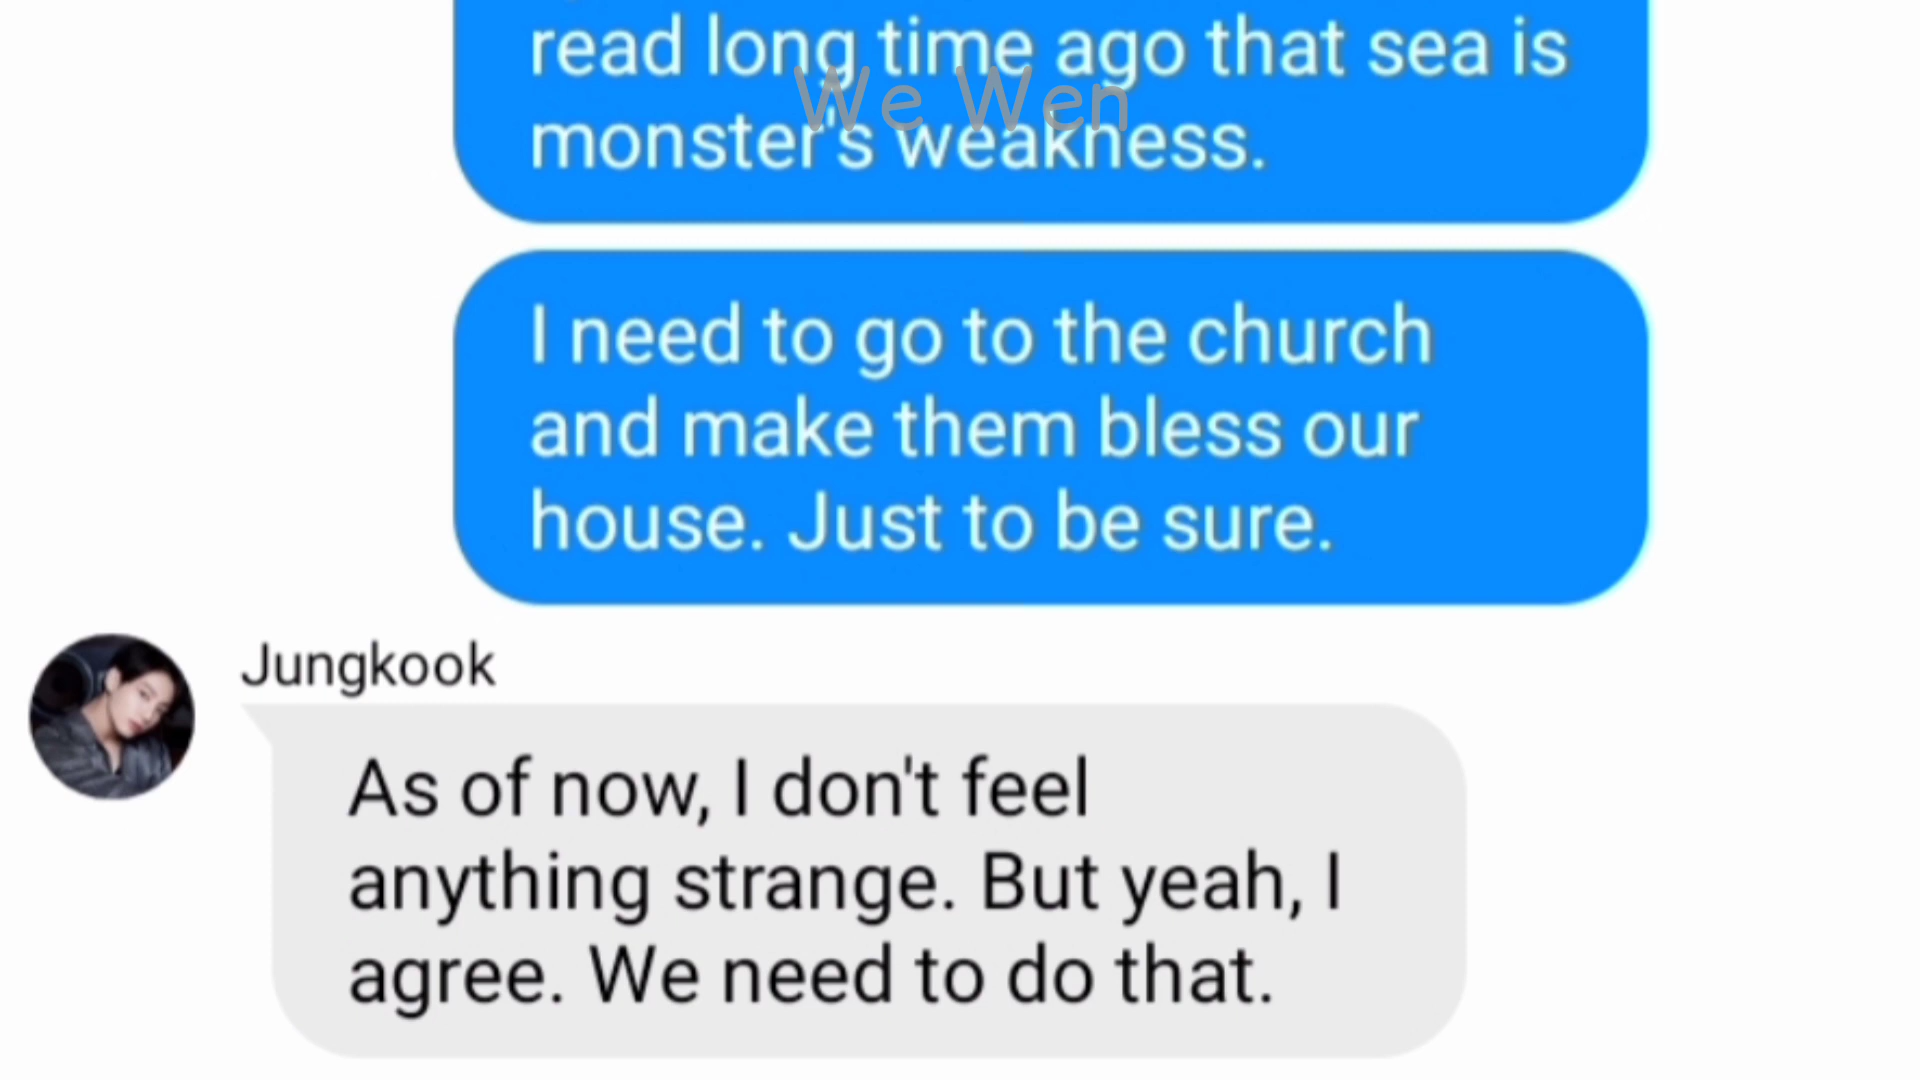 read long time ago that sea is
We Wen
monster's weakness.
I need to go to the church
and make them bless our
house. Just to be sure.
Jungkook
As of now, I don't feel
anything strange. But yeah, I
agree. We need to do that.